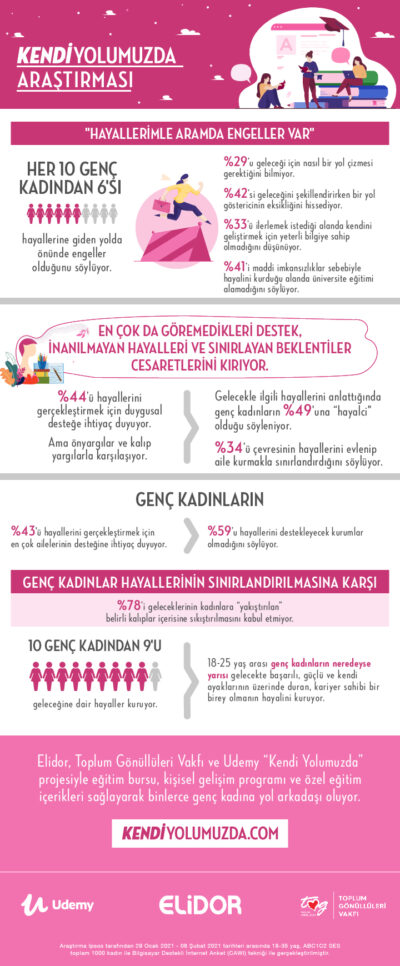 KENDİYOLUMUZDA
ARAŞTIRMASI
"HAYALLERİMLE ARAMDA ENGELLER VAR"
HER 10 GENÇ
KADINDAN 6'SI
hayallerine giden yolda
önünde engeller
olduğunu söylüyor.
%29'u geleceği için nasıl bir yol çizmesi
gerektiğini bilmiyor.
%42'si geleceğini şekillendirirken bir yol
göstericinin eksikliğini hissediyor.
%33'ü ilerlemek istediği alanda kendini
geliştirmek için yeterli bilgiye sahip
olmadığını düşünüyor.
%41'i maddi imkansızlıklar sebebiyle
hayalini kurduğu alanda üniversite eğitimi
alamadığını söylüyor.
EN ÇOK DA GÖREMEDİKLERİ DESTEK,
İNANILMAYAN HAYALLERİ VE SINIRLAYAN BEKLENTİLER
CESARETLERİNİ KIRIYOR.
%44'ü hayallerini
gerçekleştirmek için duygusal
desteğe ihtiyaç duyuyor.
Ama önyargılar ve kalıp
yargılarla karşılaşıyor.
Gelecekle ilgili hayallerini anlattığında
genç kadınların %49'una "hayalci"
olduğu söyleniyor.
%34'ü çevresinin hayallerini evlenip
aile kurmakla sınırlandırdığını söylüyor.
GENÇ KADINLARIN
%43'ü hayallerini gerçekleştirmek için
en çok ailelerinin desteğine ihtiyaç duyuyor.
%59'u hayallerini destekleyecek kurumlar
olmadığını söylüyor.
GENÇ KADINLAR HAYALLERİNİN SINIRLANDIRILMASINA KARŞI
%78'i geleceklerinin kadınlara "yakıştırılan"
belirli kalıplar içerisine sıkıştırılmasını kabul etmiyor.
10 GENÇ KADINDAN 9'U
geleceğine dair hayaller kuruyor.
18-25 yaş arası genç kadınların neredeyse
yarısı gelecekte başarılı, güçlü ve kendi
ayaklarının üzerinde duran, kariyer sahibi bir
birey olmanın hayalini kuruyor.
Elidor, Toplum Gönüllüleri Vakfı ve Udemy "Kendi Yolumuzda"
projesiyle eğitim bursu, kişisel gelişim programı ve özel eğitim
içerikleri sağlayarak binlerce genç kadına yol arkadaşı oluyor.
KENDİYOLUMUZDA.COM
Udemy
ELİDOR
tog
TOPLUM
GÖNÜLLÜLERİ
VAKFI
Araştırma Ipsos tarafından 29 Ocak 2021 - 08 Şubat 2021 tarihleri arasında 18-35 yaş, ABC1C2 SES
toplam 1000 kadın ile Bilgisayar Destekli İnternet Anket (CAWI) tekniği ile gerçekleştirilmiştir.